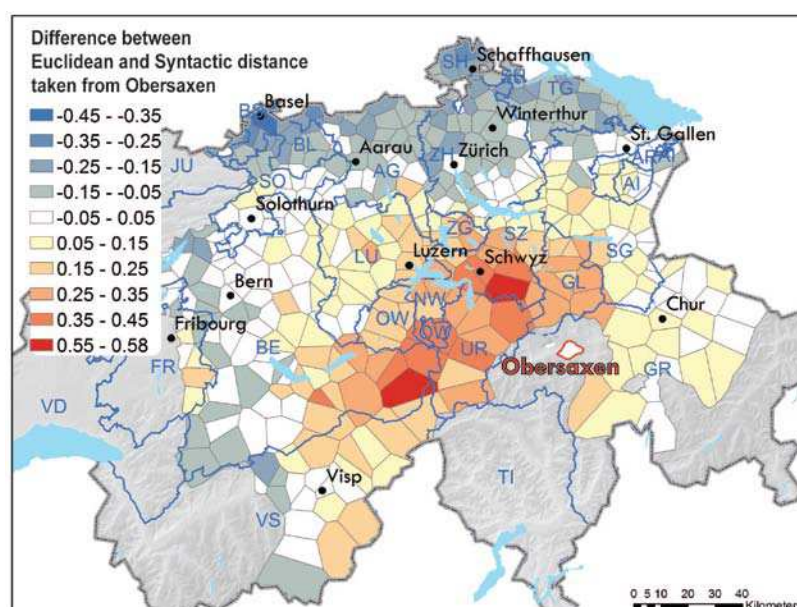 Difference between
Euclidean and Syntactic distance
taken from Obersaxen
-0.45 - -0.35
-0.35 - -0.25
-0.25 - -0.15
-0.15 - -0.05
-0.05 - 0.05
0.05 - 0.15
0.15 - 0.25
0.25 - 0.35
0.35 - 0.45
0.55 - 0.58
Schaffhausen
SH
TG
Basel
BL
Winterthur
St. Gallen
JU
Aarau
ZH
Zürich
AG
AI
SO
Solothurn
ZG
SZ
SG
LU
Luzern
Schwyz
Bern
NW
GL
Chur
OW
OW
Fribourg
BE
UR
Obersaxen
FR
GR
VD
TI
Visp
VS
0 5 10 20 30 40
Kilometer